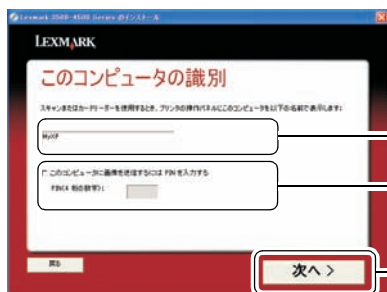 Lexmark 3500-4500 Series のインストール
LEXMARK
このコンピュータの識別
スキャンまたはカードリーダーを使用するとき、プリンタの操作パネルにこのコンピュータを以下の名前で表示します:
MyXP
このコンピュータに画像を送信するには PIN を入力する
PIN(4 桁の数字):
戻る
次へ >